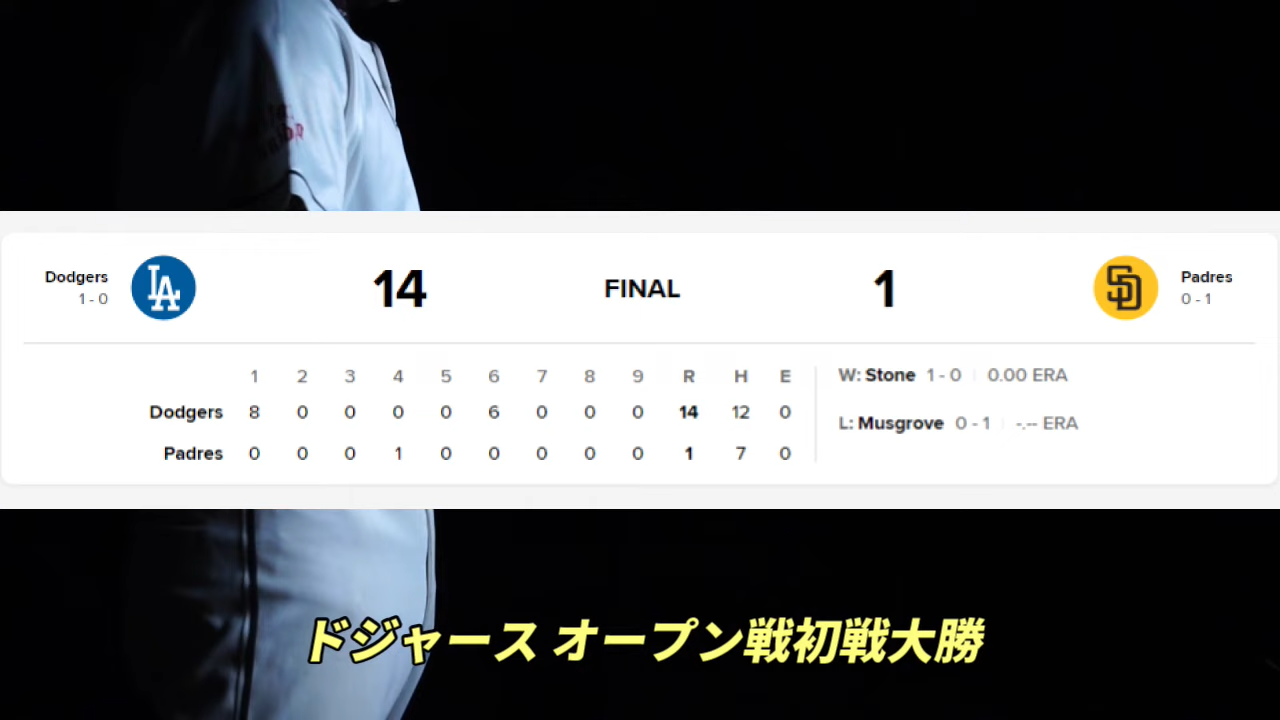 Dodgers
1 - 0
LA
14
FINAL
1
SD
Padres
0 - 1
1 2 3 4 5 6 7 8 9 R H E
Dodgers 8 0 0 0 0 6 0 0 0 14 12 0
Padres 0 0 0 1 0 0 0 0 0 1 7 0
W: Stone 1 - 0 0.00 ERA
L: Musgrove 0 - 1 -.-- ERA
ドジャース オープン戦初戦大勝